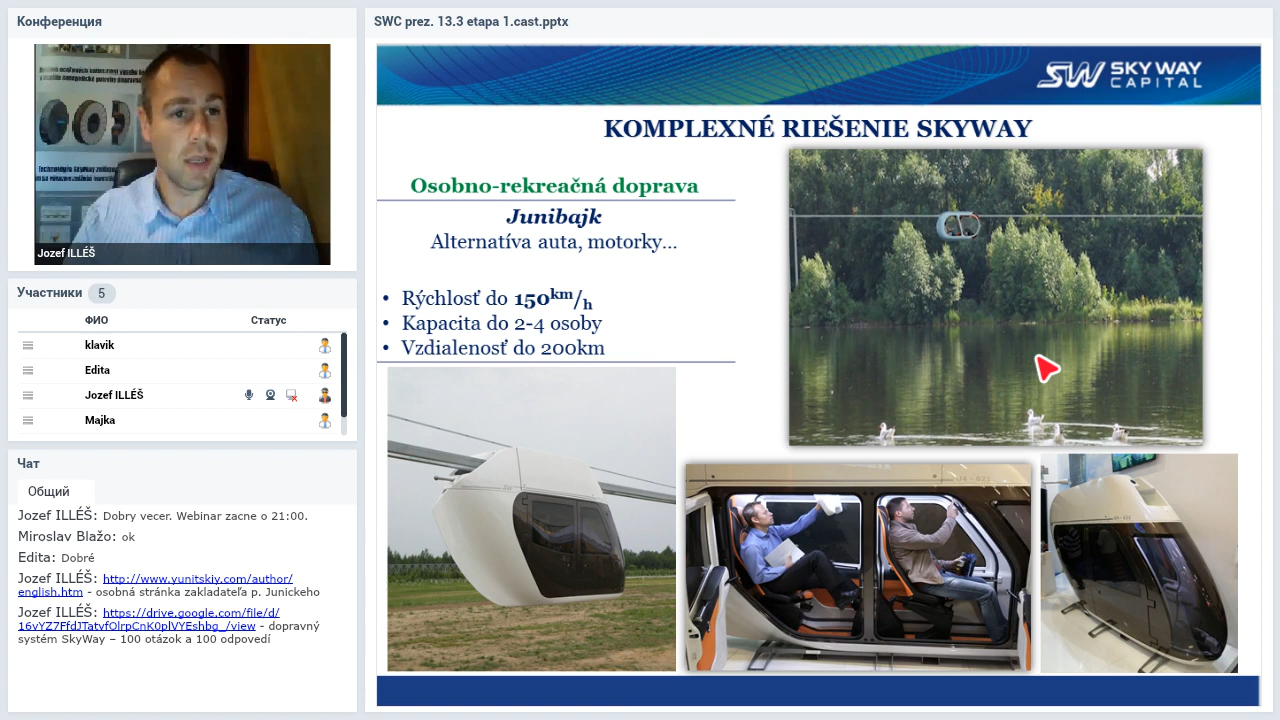 Конференция
Jozef ILLÉŠ
Участники 5
ФИО Статус
klavik
Edita
Jozef ILLÉŠ
Majka
Чат
Общий
Jozef ILLÉŠ: Dobry vecer. Webinar zacne o 21:00.
Miroslav Blažo: ok
Edita: Dobré
Jozef ILLÉŠ: http://www.yunitskiy.com/author/
english.htm - osobná stránka zakladateľa p. Junickeho
Jozef ILLÉŠ: https://drive.google.com/file/d/
16vYZ7FfdJTatvfOlrpCnK0plVYEshbg_/view - dopravný
systém SkyWay – 100 otázok a 100 odpovedí
SWC prez. 13.3 etapa 1.cast.pptx
SW SKY WAY
CAPITAL
KOMPLEXNÉ RIEŠENIE SKYWAY
Osobno-rekreačná doprava
Junibajk
Alternatíva auta, motorky...
• Rýchlosť do 150km/h
• Kapacita do 2-4 osoby
• Vzdialenosť do 200km